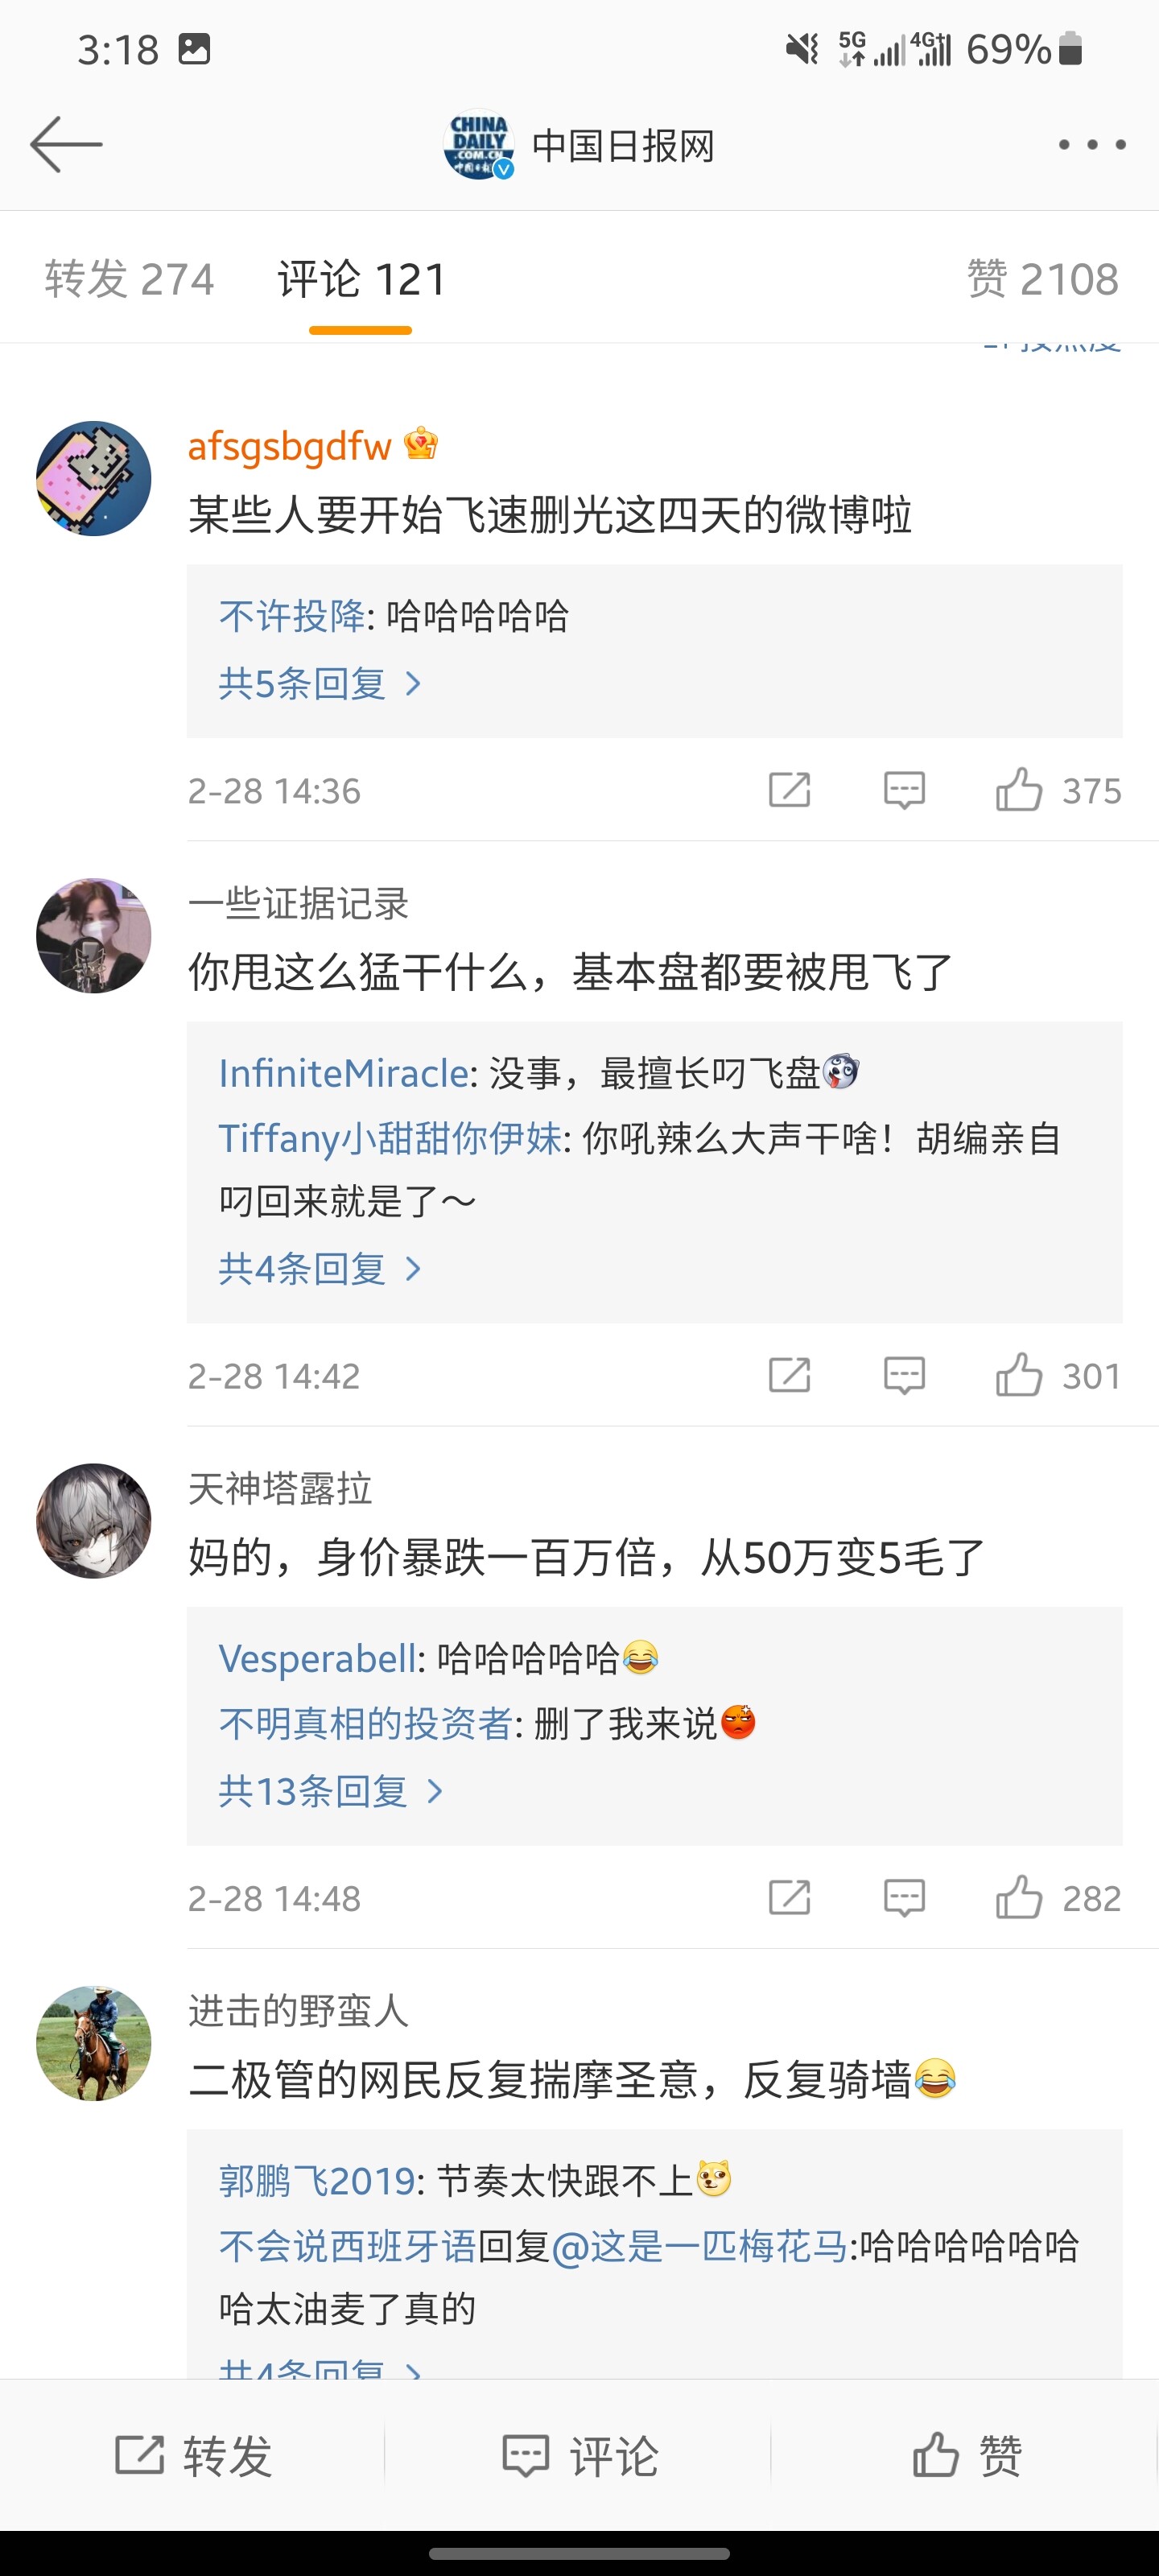 3:18 5G 4G+ 69%
CHINA DAILY .COM.CN 中国日报网
转发 274 评论 121 赞 2108
按热度
afsgsbgdfw
某些人要开始飞速删光这四天的微博啦
不许投降: 哈哈哈哈哈
共5条回复
2-28 14:36 375
一些证据记录
你甩这么猛干什么，基本盘都要被甩飞了
InfiniteMiracle: 没事，最擅长叼飞盘
Tiffany小甜甜你伊妹: 你吼辣么大声干啥！胡编亲自
叼回来就是了～
共4条回复
2-28 14:42 301
天神塔露拉
妈的，身价暴跌一百万倍，从50万变5毛了
Vesperabell: 哈哈哈哈哈😂
不明真相的投资者: 删了我来说
共13条回复
2-28 14:48 282
进击的野蛮人
二极管的网民反复揣摩圣意，反复骑墙😂
郭鹏飞2019: 节奏太快跟不上
不会说西班牙语回复@这是一匹梅花马:哈哈哈哈哈哈
哈太油麦了真的
共4条回复
转发 评论 赞